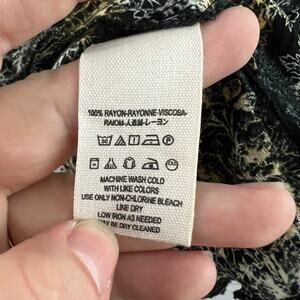 100% RAYON-RAYONNE-VISCOSA-
RAION-人造絲-レーヨン
MACHINE WASH COLD
WITH LIKE COLORS
USE ONLY NON-CHLORINE BLEACH
LINE DRY
LOW IRON AS NEEDED
MAY BE DRY CLEANED